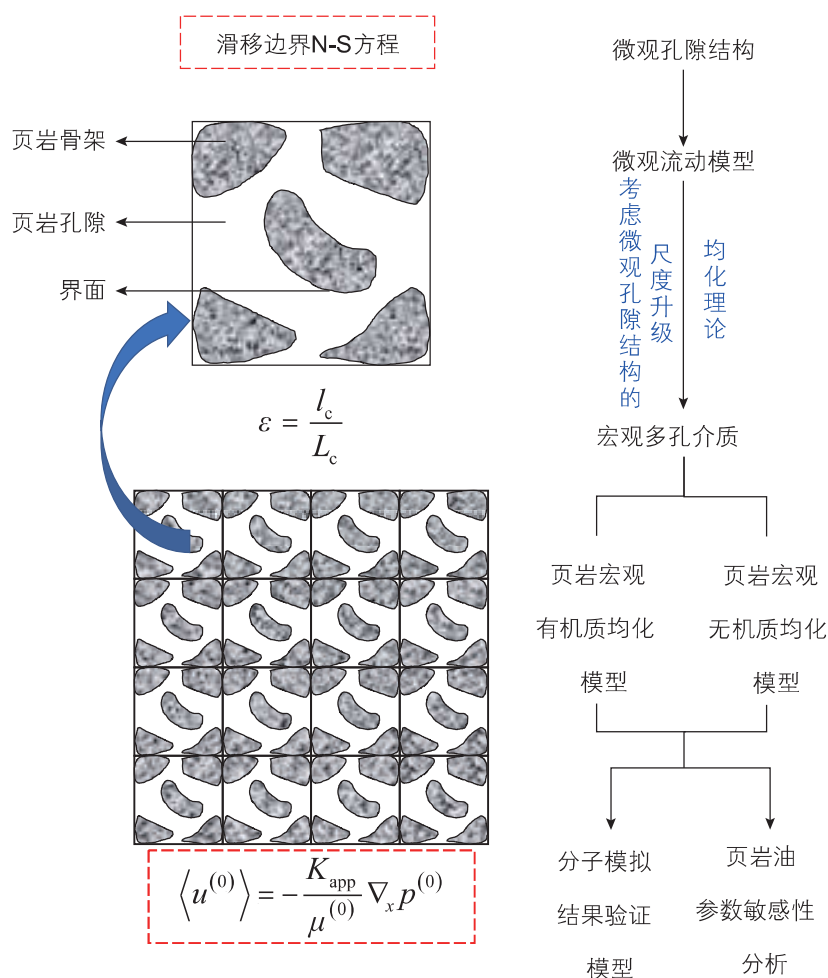 滑移边界N-S方程
页岩骨架
页岩孔隙
界面
ε = l_c / L_c
⟨u^(0)⟩ = − K_app / μ^(0) ∇_x p^(0)
微观孔隙结构
微观流动模型
考虑微观孔隙结构的
尺度升级
均化理论
宏观多孔介质
页岩宏观
有机质均化
模型
页岩宏观
无机质均化
模型
分子模拟
结果验证
模型
页岩油
参数敏感性
分析